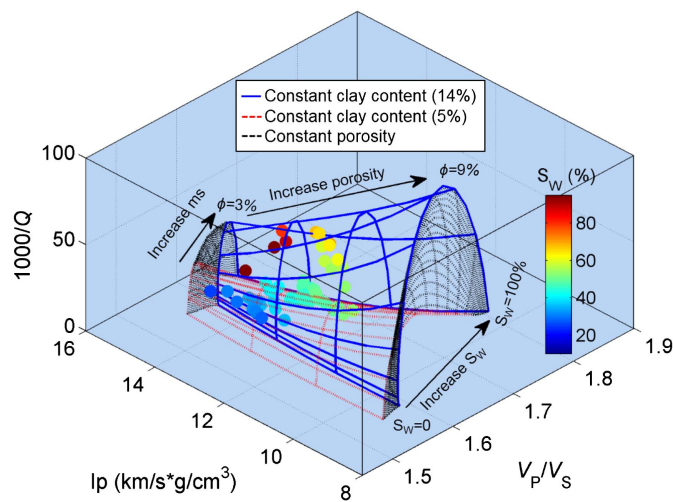 Constant clay content (14%)
Constant clay content (5%)
Constant porosity
100
50
0
1000/Q
Increase ms
ϕ=3%
Increase porosity
ϕ=9%
S_W (%)
80
60
40
20
S_W=100%
Increase S_W
S_W=0
16
14
12
10
8
Ip (km/s*g/cm³)
1.5
1.6
1.7
1.8
1.9
V_P/V_S